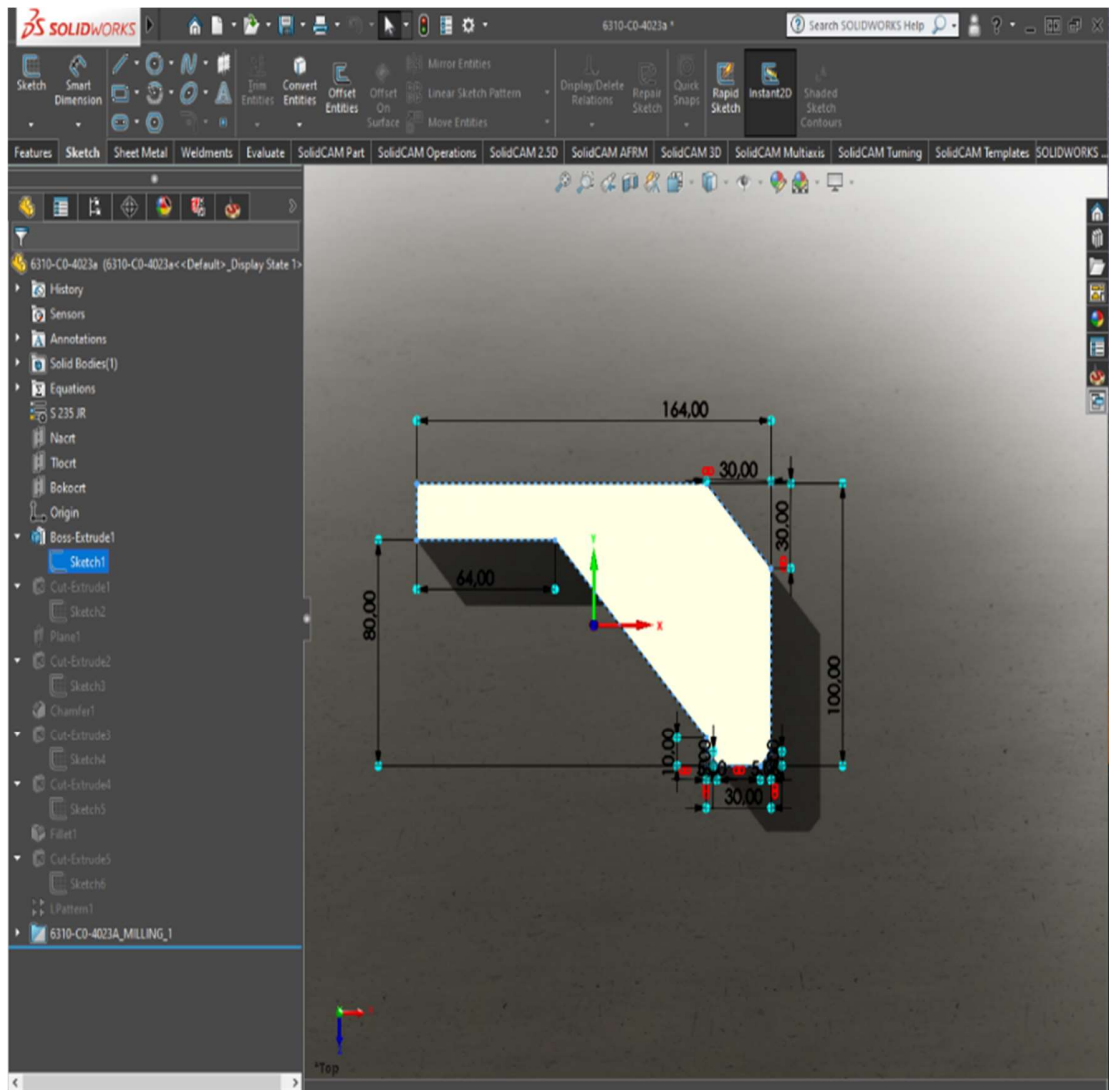 3S SOLIDWORKS
6310-C0-4023a *
Search SOLIDWORKS Help
Sketch
Smart Dimension
Trim Entities
Convert Entities
Offset Entities
Offset On Surface
Mirror Entities
Linear Sketch Pattern
Move Entities
Display/Delete Relations
Repair Sketch
Quick Snaps
Rapid Sketch
Instant2D
Shaded Sketch Contours
Features Sketch Sheet Metal Weldments Evaluate SolidCAM Part SolidCAM Operations SolidCAM 2.5D SolidCAM AFRM SolidCAM 3D SolidCAM Multiaxis SolidCAM Turning SolidCAM Templates SOLIDWORKS ...
6310-C0-4023a (6310-C0-4023a<<Default>_Display State 1>
History
Sensors
Annotations
Solid Bodies(1)
Equations
S 235 JR
Nacrt
Tlocrt
Bokocrt
Origin
Boss-Extrude1
Sketch1
Cut-Extrude1
Sketch2
Plane1
Cut-Extrude2
Sketch3
Chamfer1
Cut-Extrude3
Sketch4
Cut-Extrude4
Sketch5
Fillet1
Cut-Extrude5
Sketch6
LPattern1
6310-C0-4023A_MILLING_1
164,00
30,00
30,00
64,00
80,00
100,00
10,00
30,00
Y
X
*Top